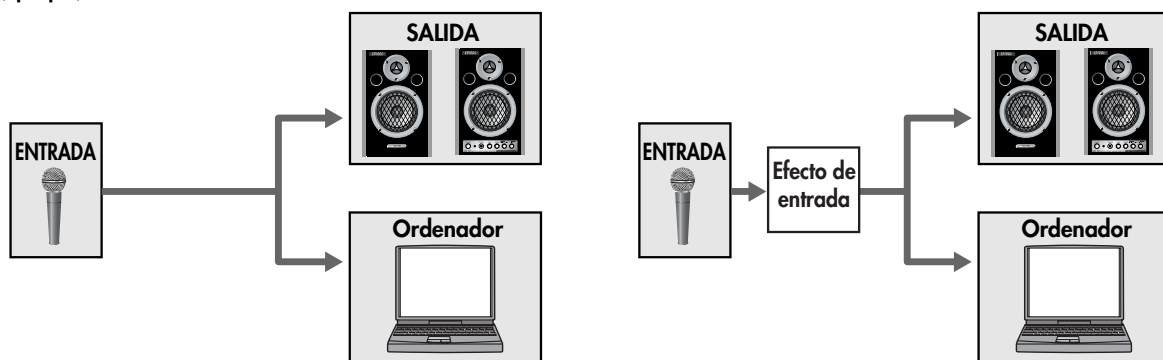 SALIDA
ENTRADA
Ordenador
SALIDA
ENTRADA
Efecto de
entrada
Ordenador